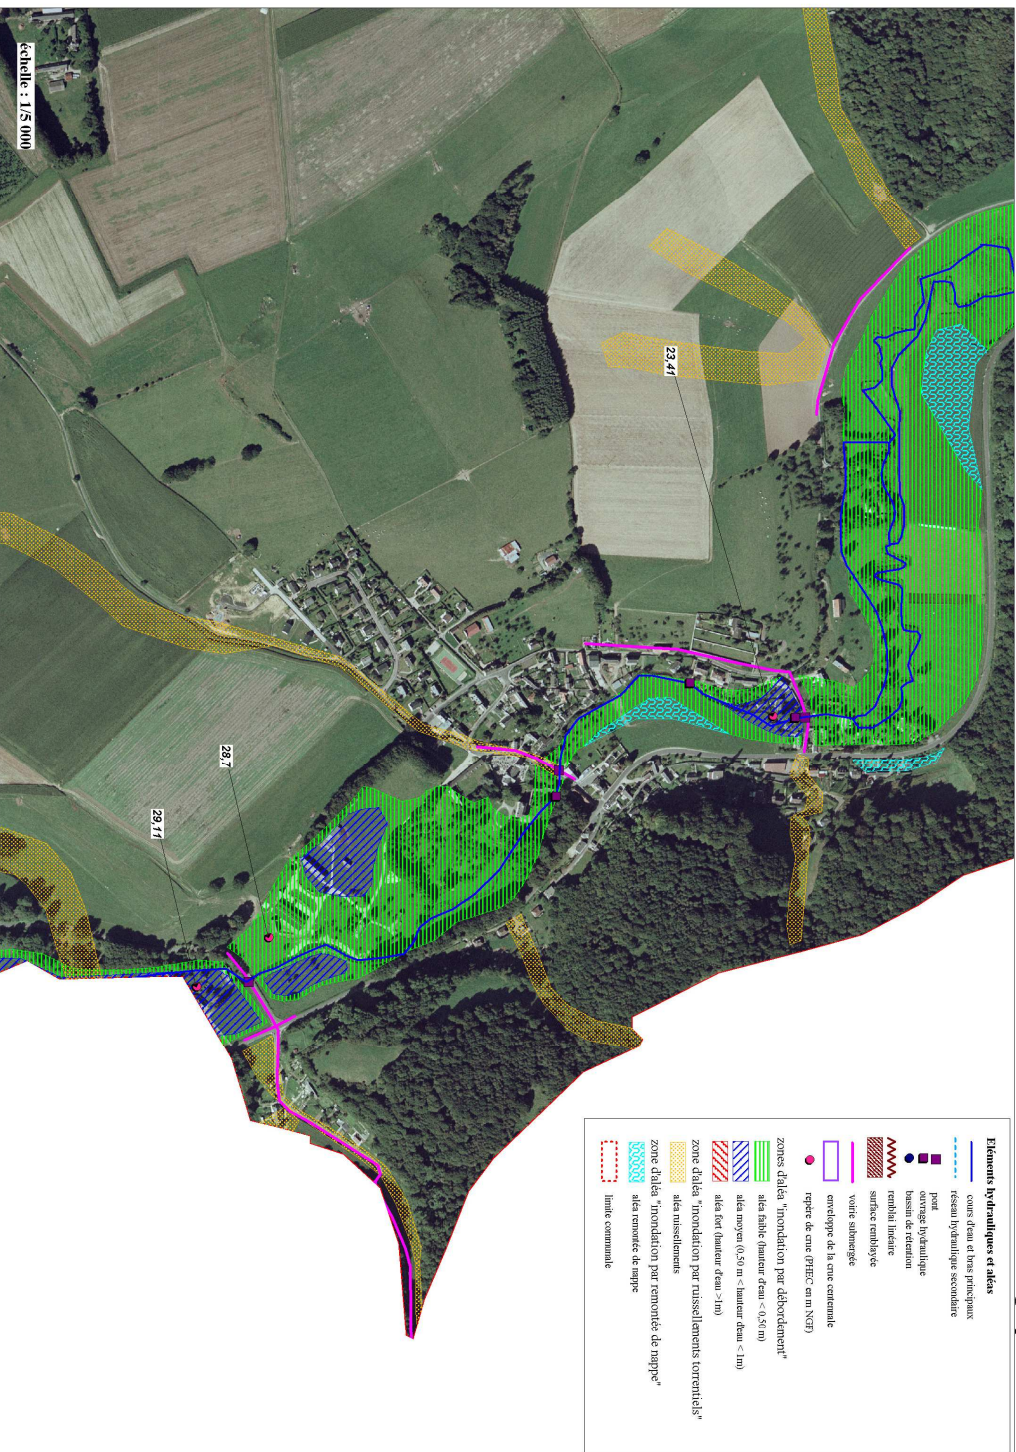 échelle : 1/5 000
23,41
28,7
29,11
Eléments hydrauliques et aléas
cours d'eau et bras principaux
réseau hydraulique secondaire
pont
ouvrage hydraulique
bassin de rétention
remblai linéaire
surface remblayée
voirie submergée
enveloppe de la crue centennale
repère de crue (PHEC en m NGF)
zones d'aléa "inondation par débordement"
aléa faible (hauteur d'eau < 0,50 m)
aléa moyen (0,50 m < hauteur d'eau < 1m)
aléa fort (hauteur d'eau >1m)
zone d'aléa "inondation par ruissellements torrentiels"
aléa ruissellements
zone d'aléa "inondation par remontée de nappe"
aléa remontée de nappe
limite communale